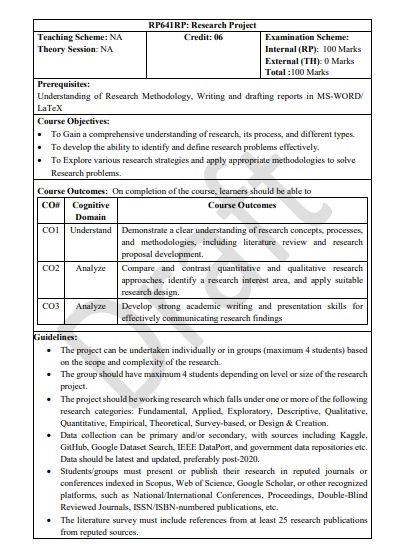 RP641RP: Research Project
Teaching Scheme: NA
Theory Session: NA
Credit: 06
Examination Scheme:
Internal (RP): 100 Marks
External (TH): 0 Marks
Total :100 Marks
Prerequisites:
Understanding of Research Methodology, Writing and drafting reports in MS-WORD/
LaTeX
Course Objectives:
• To Gain a comprehensive understanding of research, its process, and different types.
• To develop the ability to identify and define research problems effectively.
• To Explore various research strategies and apply appropriate methodologies to solve
Research problems.
Course Outcomes: On completion of the course, learners should be able to
CO# Cognitive Domain Course Outcomes
CO1 Understand Demonstrate a clear understanding of research concepts, processes,
and methodologies, including literature review and research
proposal development.
CO2 Analyze Compare and contrast quantitative and qualitative research
approaches, identify a research interest area, and apply suitable
research design.
CO3 Analyze Develop strong academic writing and presentation skills for
effectively communicating research findings
Guidelines:
• The project can be undertaken individually or in groups (maximum 4 students) based
on the scope and complexity of the research.
• The group should have maximum 4 students depending on level or size of the research
project.
• The project should be working research which falls under one or more of the following
research categories: Fundamental, Applied, Exploratory, Descriptive, Qualitative,
Quantitative, Empirical, Theoretical, Survey-based, or Design & Creation.
• Data collection can be primary and/or secondary, with sources including Kaggle,
GitHub, Google Dataset Search, IEEE DataPort, and government data repositories etc.
Data should be latest and updated, preferably post-2020.
• Students/groups must present or publish their research in reputed journals or
conferences indexed in Scopus, Web of Science, Google Scholar, or other recognized
platforms, such as National/International Conferences, Proceedings, Double-Blind
Reviewed Journals, ISSN/ISBN-numbered publications, etc.
• The literature survey must include references from at least 25 research publications
from reputed sources.
Draft